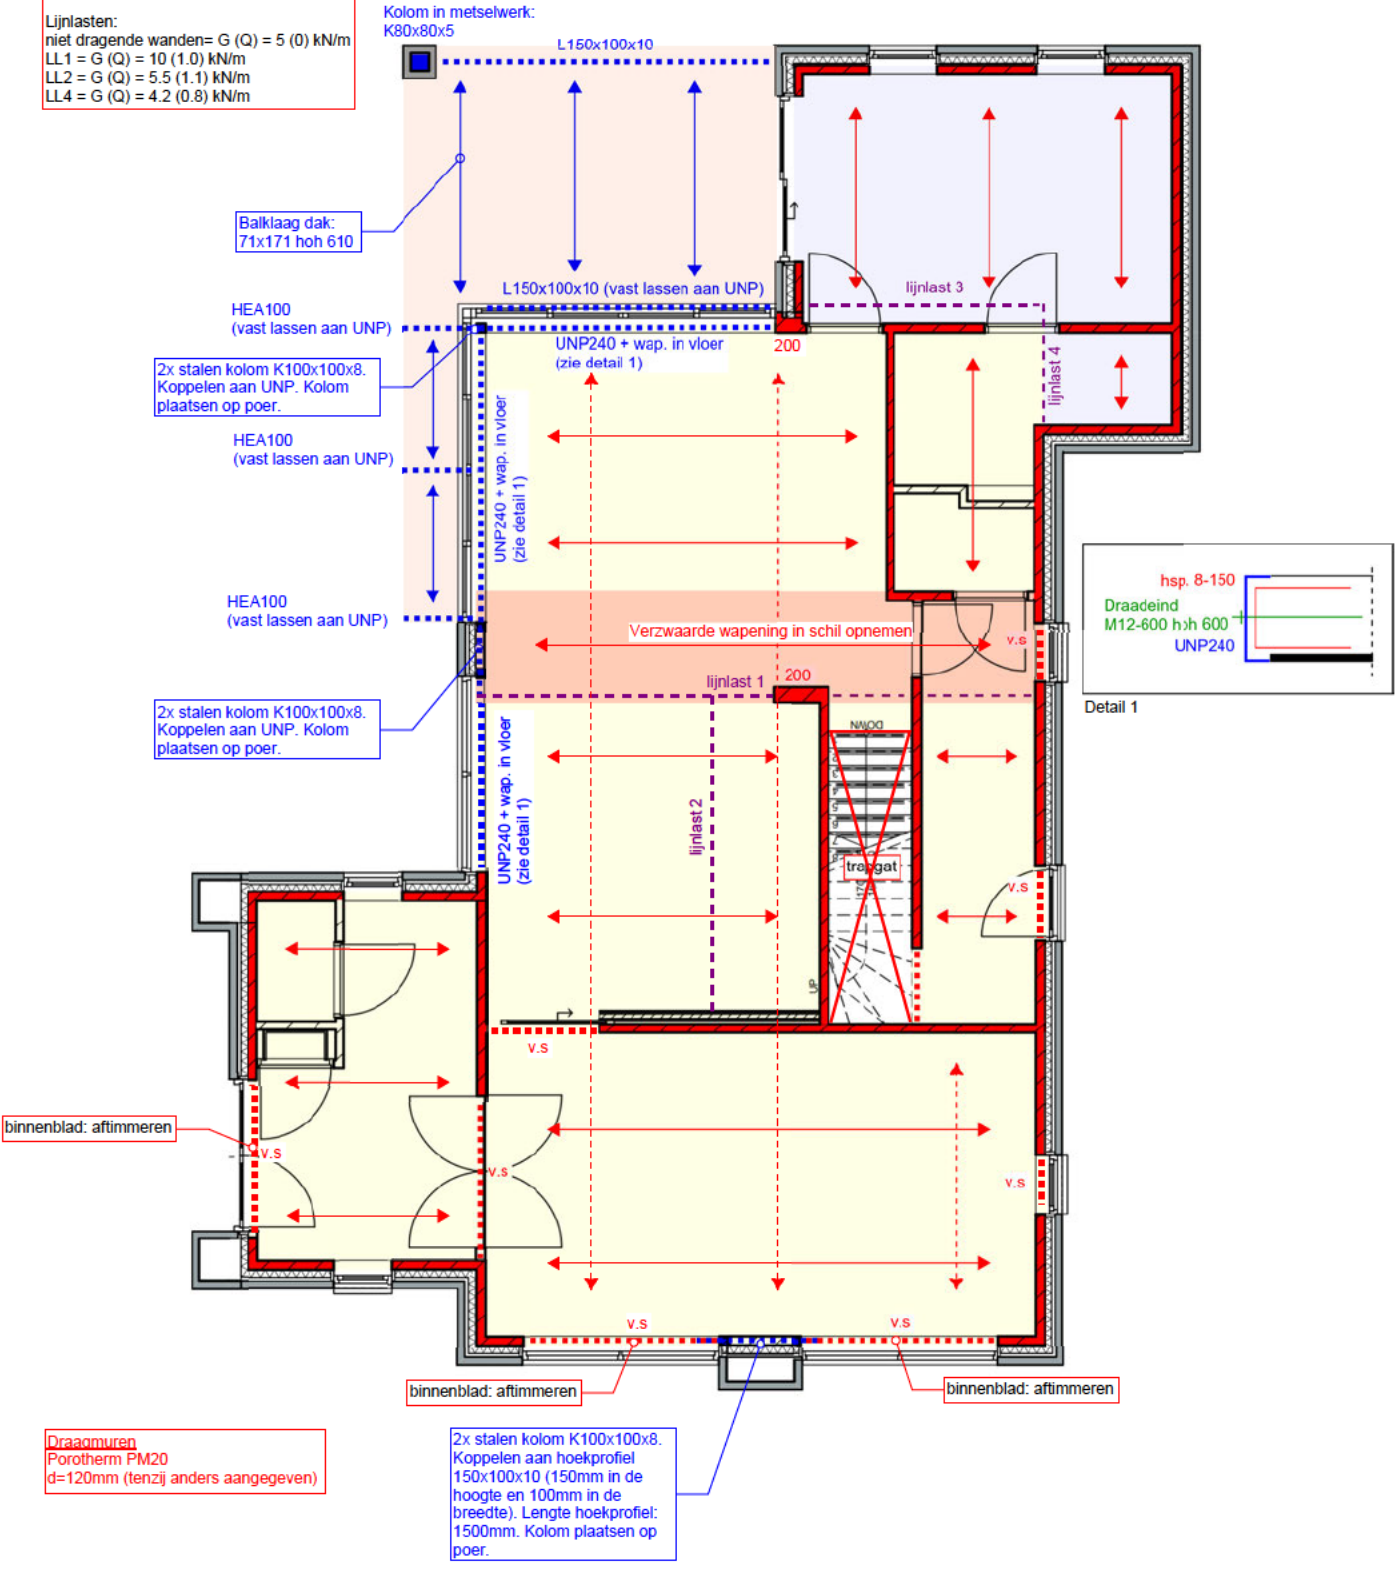 Lijnlasten:
niet dragende wanden= G (Q) = 5 (0) kN/m
LL1 = G (Q) = 10 (1.0) kN/m
LL2 = G (Q) = 5.5 (1.1) kN/m
LL4 = G (Q) = 4.2 (0.8) kN/m
Kolom in metselwerk:
K80x80x5
L150x100x10
Balklaag dak:
71x171 hoh 610
L150x100x10 (vast lassen aan UNP)
lijnlast 3
HEA100
(vast lassen aan UNP)
UNP240 + wap. in vloer
(zie detail 1)
200
lijnlast 4
2x stalen kolom K100x100x8.
Koppelen aan UNP. Kolom
plaatsen op poer.
HEA100
(vast lassen aan UNP)
UNP240 + wap. in vloer
(zie detail 1)
hsp. 8-150
Draadeind
M12-600 hoh 600
UNP240
Detail 1
HEA100
(vast lassen aan UNP)
Verzwaarde wapening in schil opnemen
v.s
lijnlast 1
200
2x stalen kolom K100x100x8.
Koppelen aan UNP. Kolom
plaatsen op poer.
UNP240 + wap. in vloer
(zie detail 1)
DOWN
lijnlast 2
trapgat
v.s
UP
v.s
binnenblad: aftimmeren
v.s
v.s
v.s
v.s
v.s
binnenblad: aftimmeren
binnenblad: aftimmeren
Draagmuren
Porotherm PM20
d=120mm (tenzij anders aangegeven)
2x stalen kolom K100x100x8.
Koppelen aan hoekprofiel
150x100x10 (150mm in de
hoogte en 100mm in de
breedte). Lengte hoekprofiel:
1500mm. Kolom plaatsen op
poer.